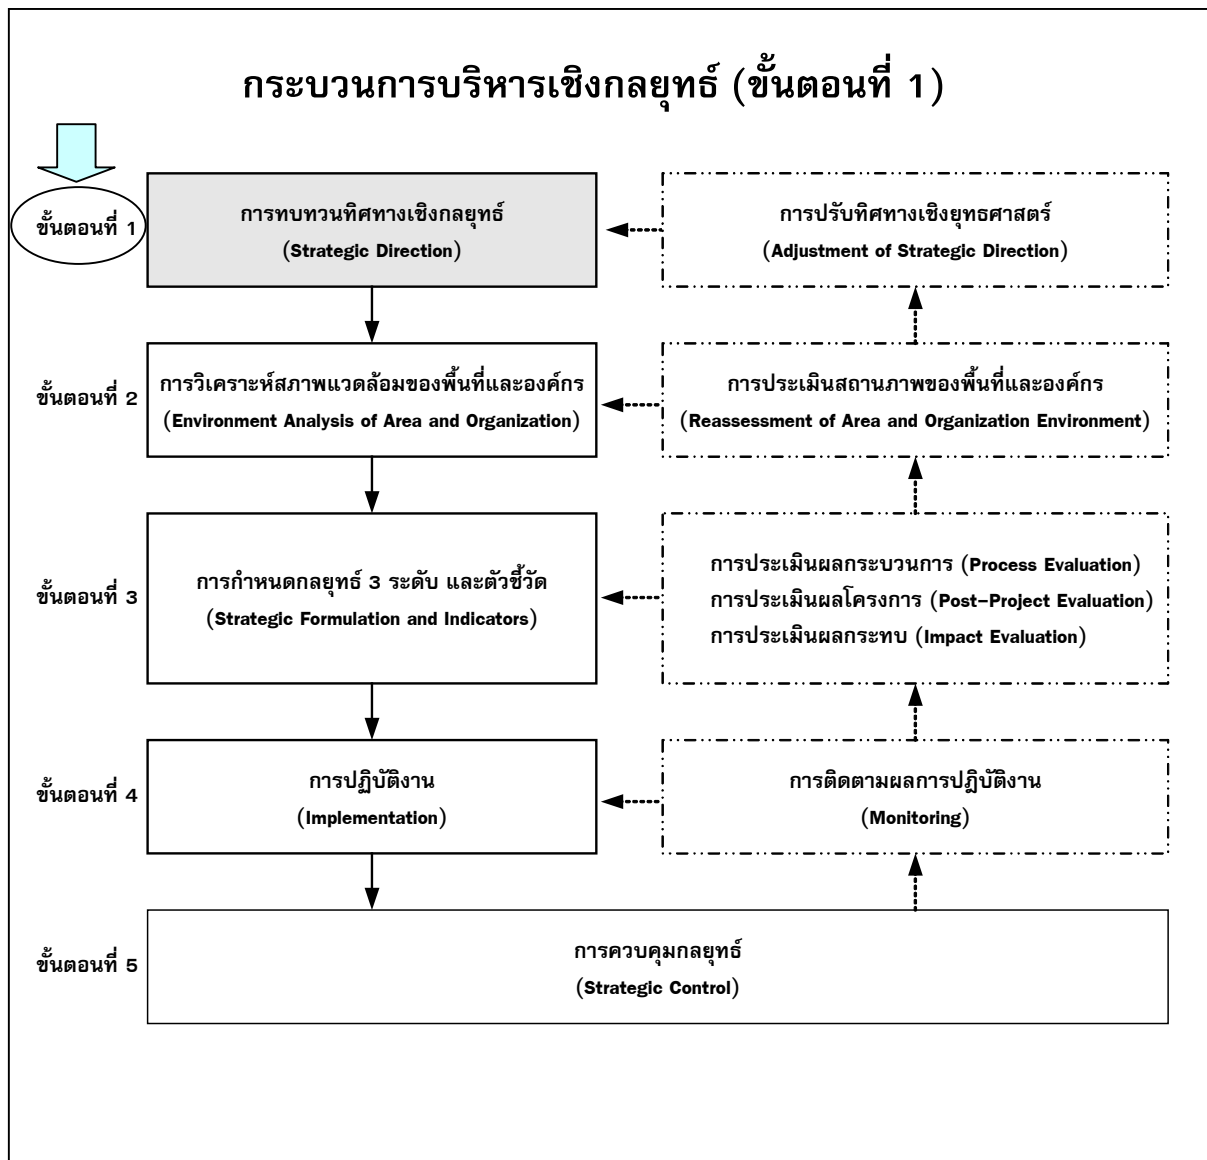 กระบวนการบริหารเชิงกลยุทธ์ (ขั้นตอนที่ 1)
ขั้นตอนที่ 1
การทบทวนทิศทางเชิงกลยุทธ์
(Strategic Direction)
การปรับทิศทางเชิงยุทธศาสตร์
(Adjustment of Strategic Direction)
ขั้นตอนที่ 2
การวิเคราะห์สภาพแวดล้อมของพื้นที่และองค์กร
(Environment Analysis of Area and Organization)
การประเมินสถานภาพของพื้นที่และองค์กร
(Reassessment of Area and Organization Environment)
ขั้นตอนที่ 3
การกำหนดกลยุทธ์ 3 ระดับ และตัวชี้วัด
(Strategic Formulation and Indicators)
การประเมินผลกระบวนการ (Process Evaluation)
การประเมินผลโครงการ (Post-Project Evaluation)
การประเมินผลกระทบ (Impact Evaluation)
ขั้นตอนที่ 4
การปฏิบัติงาน
(Implementation)
การติดตามผลการปฏิบัติงาน
(Monitoring)
ขั้นตอนที่ 5
การควบคุมกลยุทธ์
(Strategic Control)